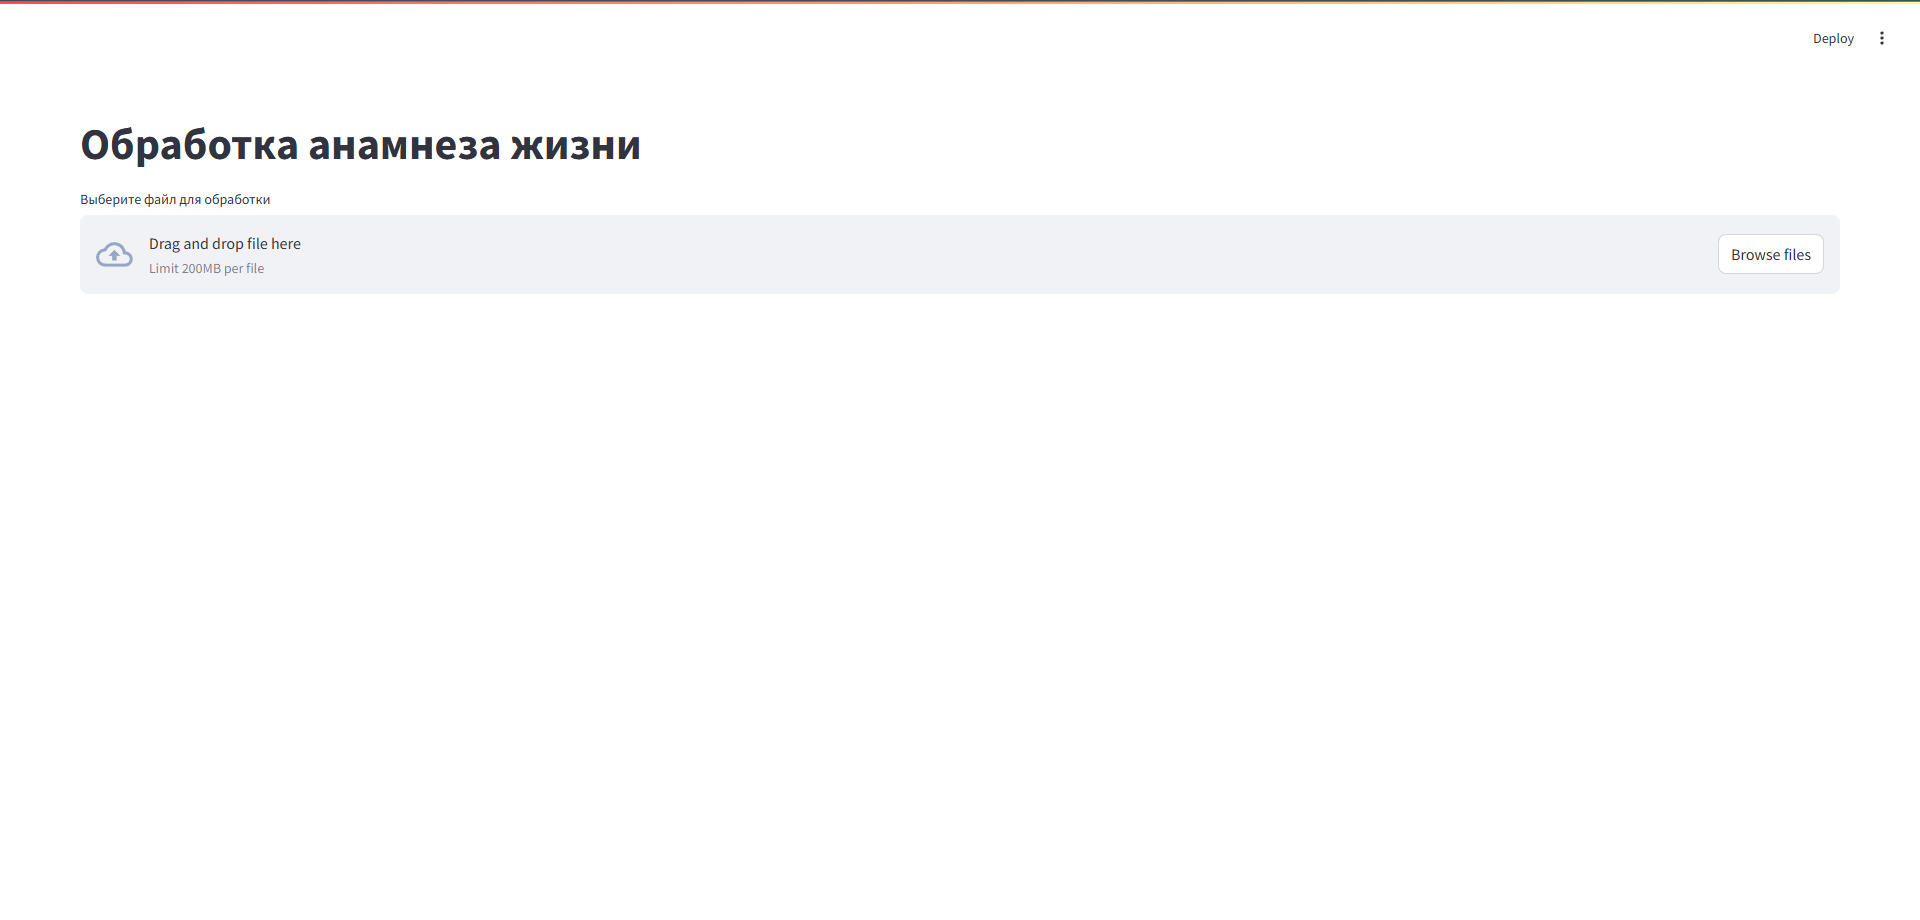 Deploy
Обработка анамнеза жизни
Выберите файл для обработки
Drag and drop file here
Limit 200MB per file
Browse files